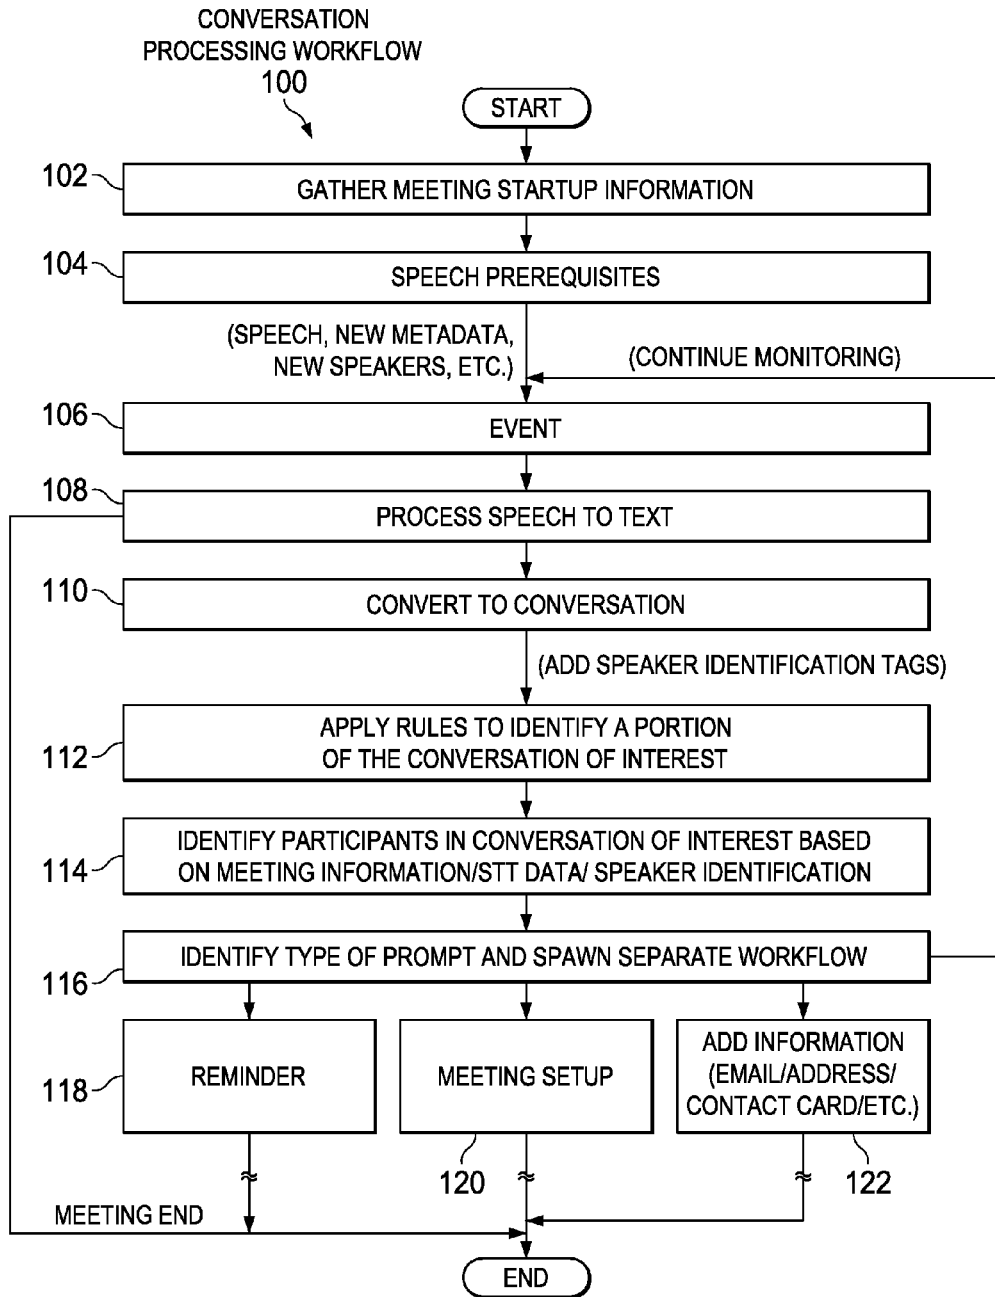 CONVERSATION
PROCESSING WORKFLOW
100
START
102
GATHER MEETING STARTUP INFORMATION
104
SPEECH PREREQUISITES
(SPEECH, NEW METADATA,
NEW SPEAKERS, ETC.)
(CONTINUE MONITORING)
106
EVENT
108
PROCESS SPEECH TO TEXT
110
CONVERT TO CONVERSATION
(ADD SPEAKER IDENTIFICATION TAGS)
112
APPLY RULES TO IDENTIFY A PORTION
OF THE CONVERSATION OF INTEREST
114
IDENTIFY PARTICIPANTS IN CONVERSATION OF INTEREST BASED
ON MEETING INFORMATION/STT DATA/ SPEAKER IDENTIFICATION
116
IDENTIFY TYPE OF PROMPT AND SPAWN SEPARATE WORKFLOW
118
REMINDER
MEETING SETUP
120
ADD INFORMATION
(EMAIL/ADDRESS/
CONTACT CARD/ETC.)
122
MEETING END
END